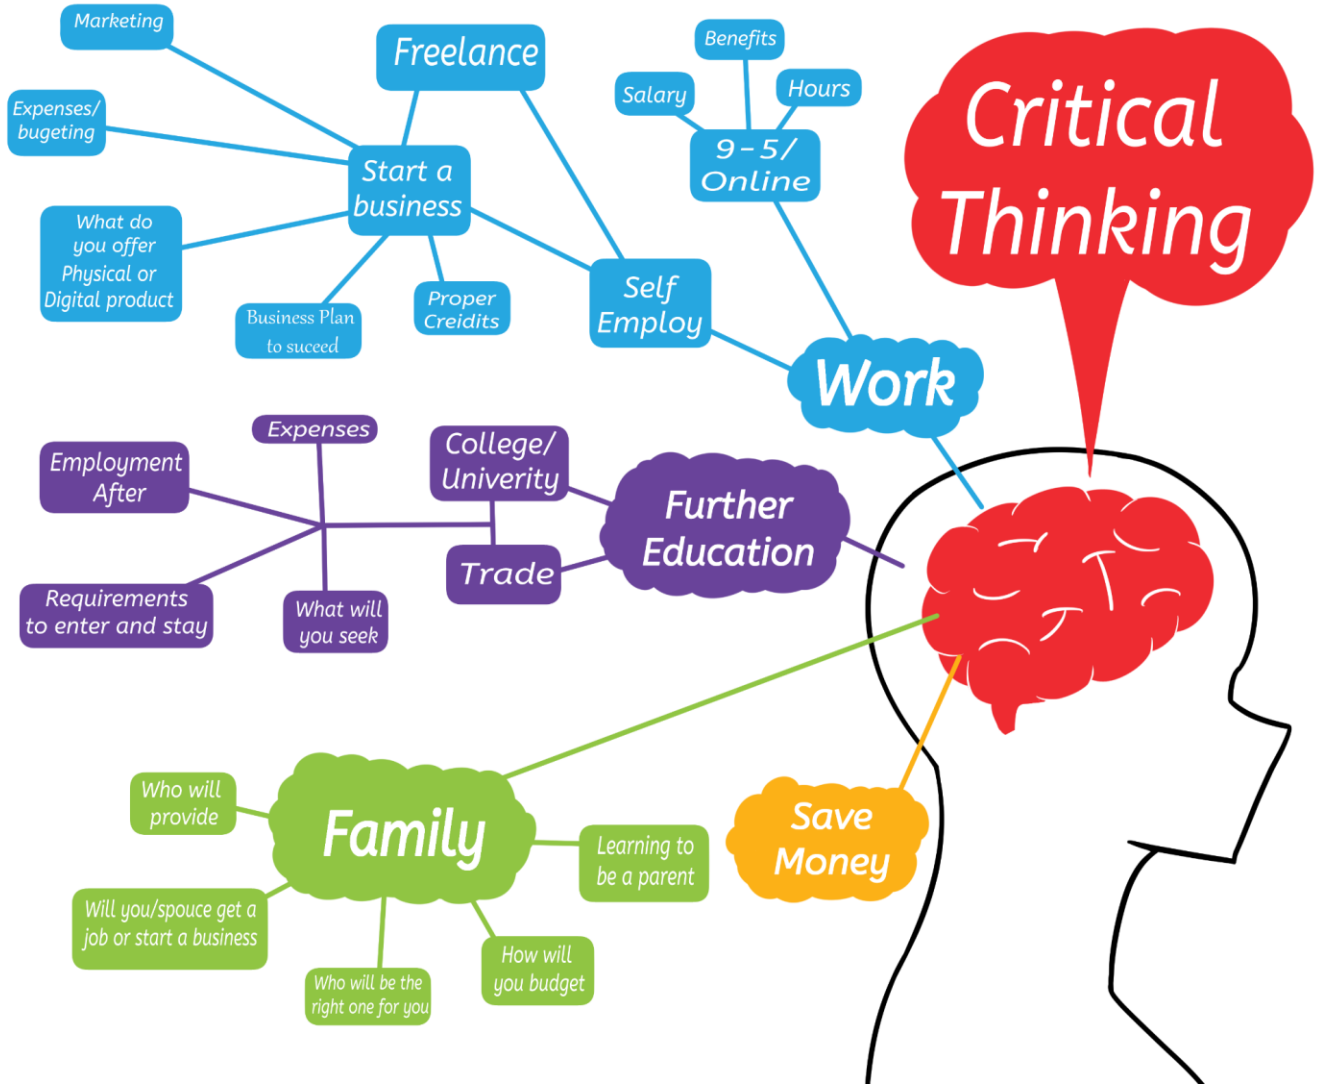 Marketing
Freelance
Benefits
Salary
Hours
Critical
Thinking
Expenses/
bugeting
9-5/
Online
Start a
business
What do
you offer
Physical or
Digital product
Business Plan
to suceed
Proper
Creidits
Self
Employ
Work
Expenses
Employment
After
College/
Univerity
Further
Education
Trade
Requirements
to enter and stay
What will
you seek
Who will
provide
Family
Learning to
be a parent
Save
Money
Will you/spouce get a
job or start a business
Who will be the
right one for you
How will
you budget